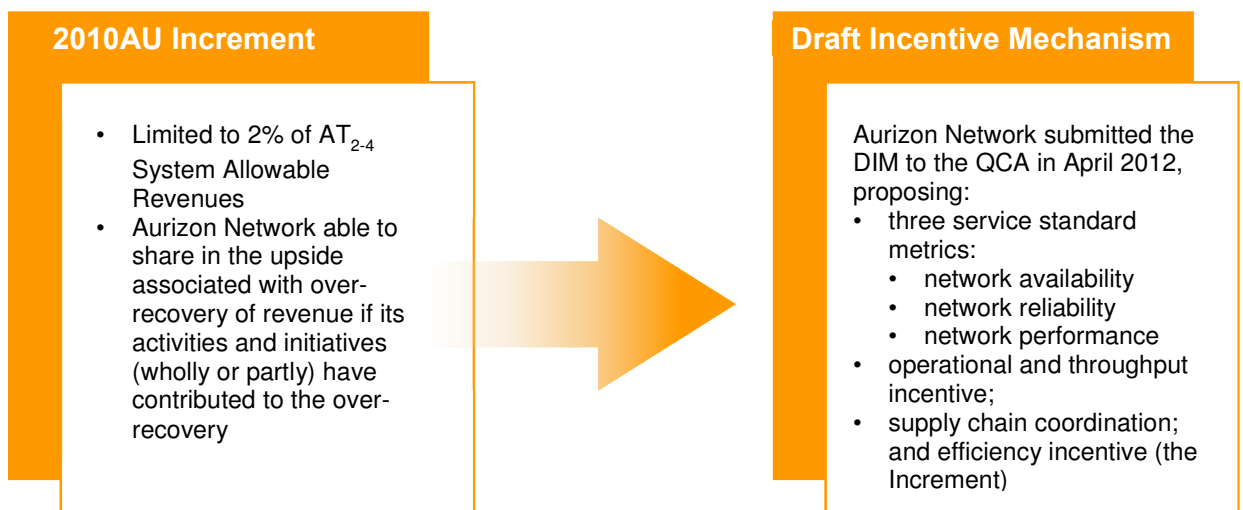 2010AU Increment
• Limited to 2% of AT2-4
System Allowable
Revenues
• Aurizon Network able to
share in the upside
associated with over-
recovery of revenue if its
activities and initiatives
(wholly or partly) have
contributed to the over-
recovery
Draft Incentive Mechanism
Aurizon Network submitted the
DIM to the QCA in April 2012,
proposing:
• three service standard
metrics:
• network availability
• network reliability
• network performance
• operational and throughput
incentive;
• supply chain coordination;
and efficiency incentive (the
Increment)